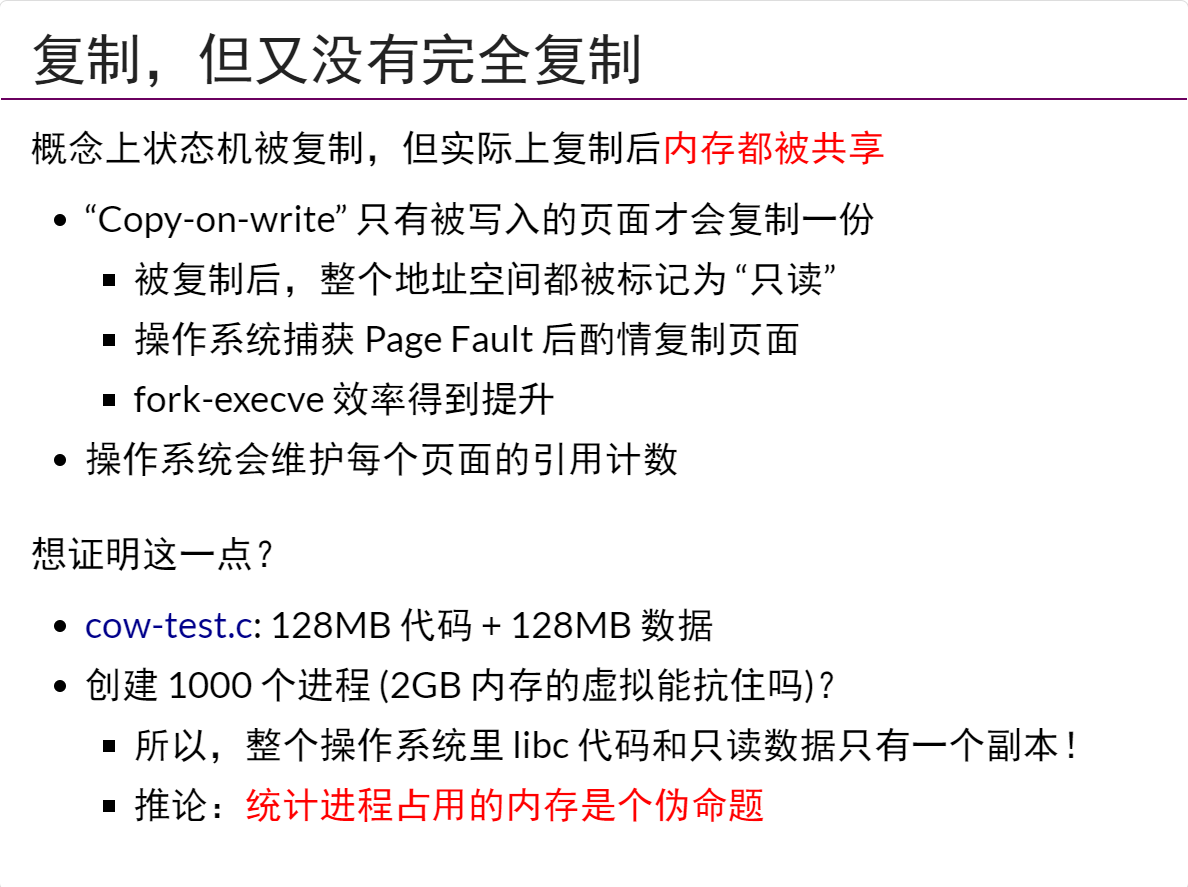 复制，但又没有完全复制
概念上状态机被复制，但实际上复制后内存都被共享
“Copy-on-write” 只有被写入的页面才会复制一份
被复制后，整个地址空间都被标记为 “只读”
操作系统捕获 Page Fault 后酌情复制页面
fork-execve 效率得到提升
操作系统会维护每个页面的引用计数
想证明这一点？
cow-test.c: 128MB 代码 + 128MB 数据
创建 1000 个进程 (2GB 内存的虚拟能抗住吗)？
所以，整个操作系统里 libc 代码和只读数据只有一个副本！
推论：统计进程占用的内存是个伪命题